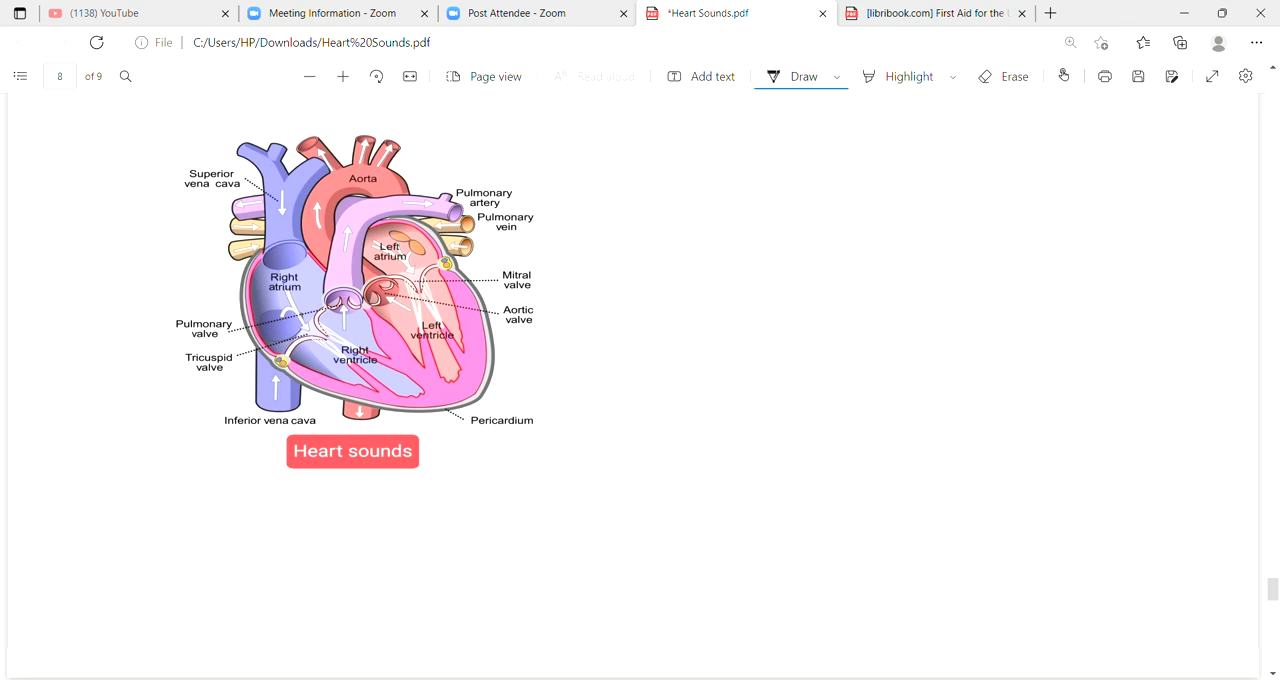 (1138) YouTube
Meeting Information - Zoom
Post Attendee - Zoom
*Heart Sounds.pdf
[libribook.com] First Aid for the
File
C:/Users/HP/Downloads/Heart%20Sounds.pdf
8 of 9
Page view
Read aloud
Add text
Draw
Highlight
Erase
Superior
vena cava
Aorta
Pulmonary
artery
Pulmonary
vein
Left
atrium
Right
atrium
Mitral
valve
Aortic
valve
Pulmonary
valve
Left
ventricle
Tricuspid
valve
Right
ventricle
Inferior vena cava
Pericardium
Heart sounds